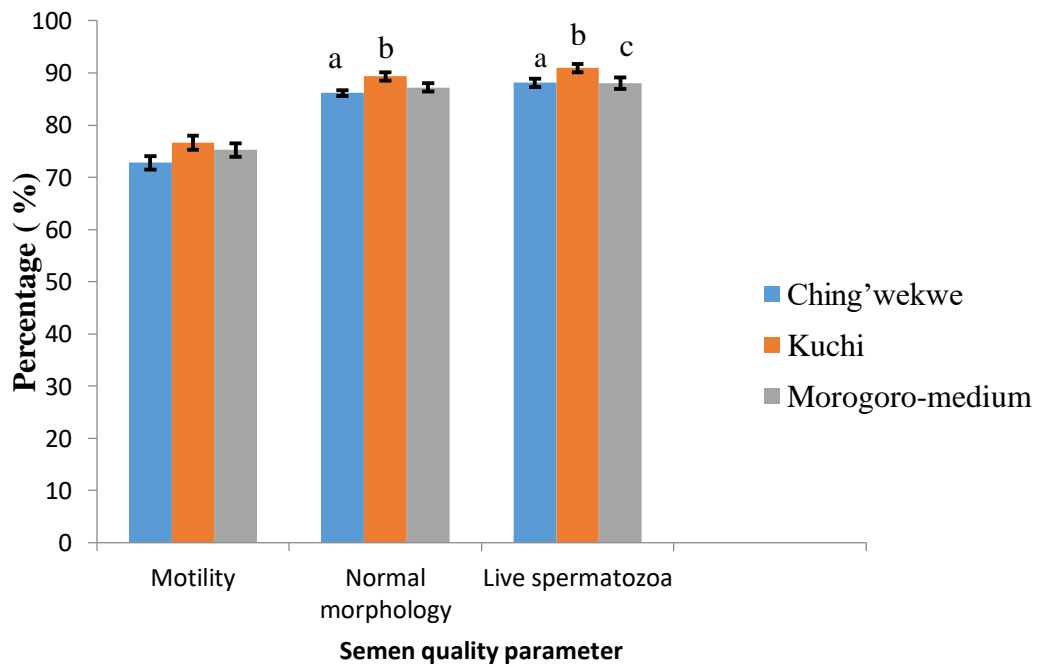 Percentage ( %)
100
90
80
70
60
50
40
30
20
10
0
a b
a b c
Motility
Normal
morphology
Live spermatozoa
Semen quality parameter
Ching’wekwe
Kuchi
Morogoro-medium